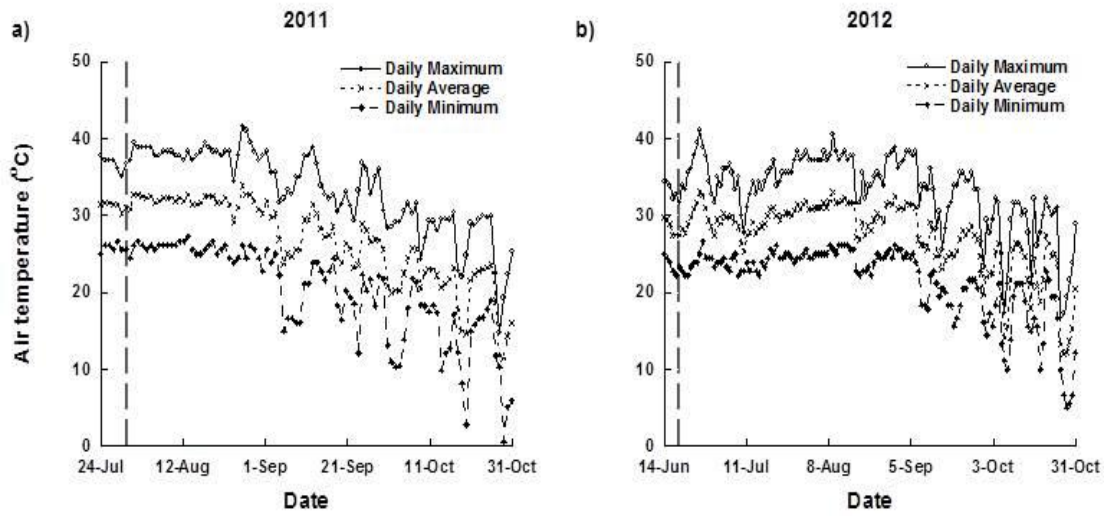 2011
a)
50
40
30
20
10
0
Air temperature (°C)
Daily Maximum
Daily Average
Daily Minimum
24-Jul 12-Aug 1-Sep 21-Sep 11-Oct 31-Oct
Date
2012
b)
50
40
30
20
10
0
Daily Maximum
Daily Average
Daily Minimum
14-Jun 11-Jul 8-Aug 5-Sep 3-Oct 31-Oct
Date